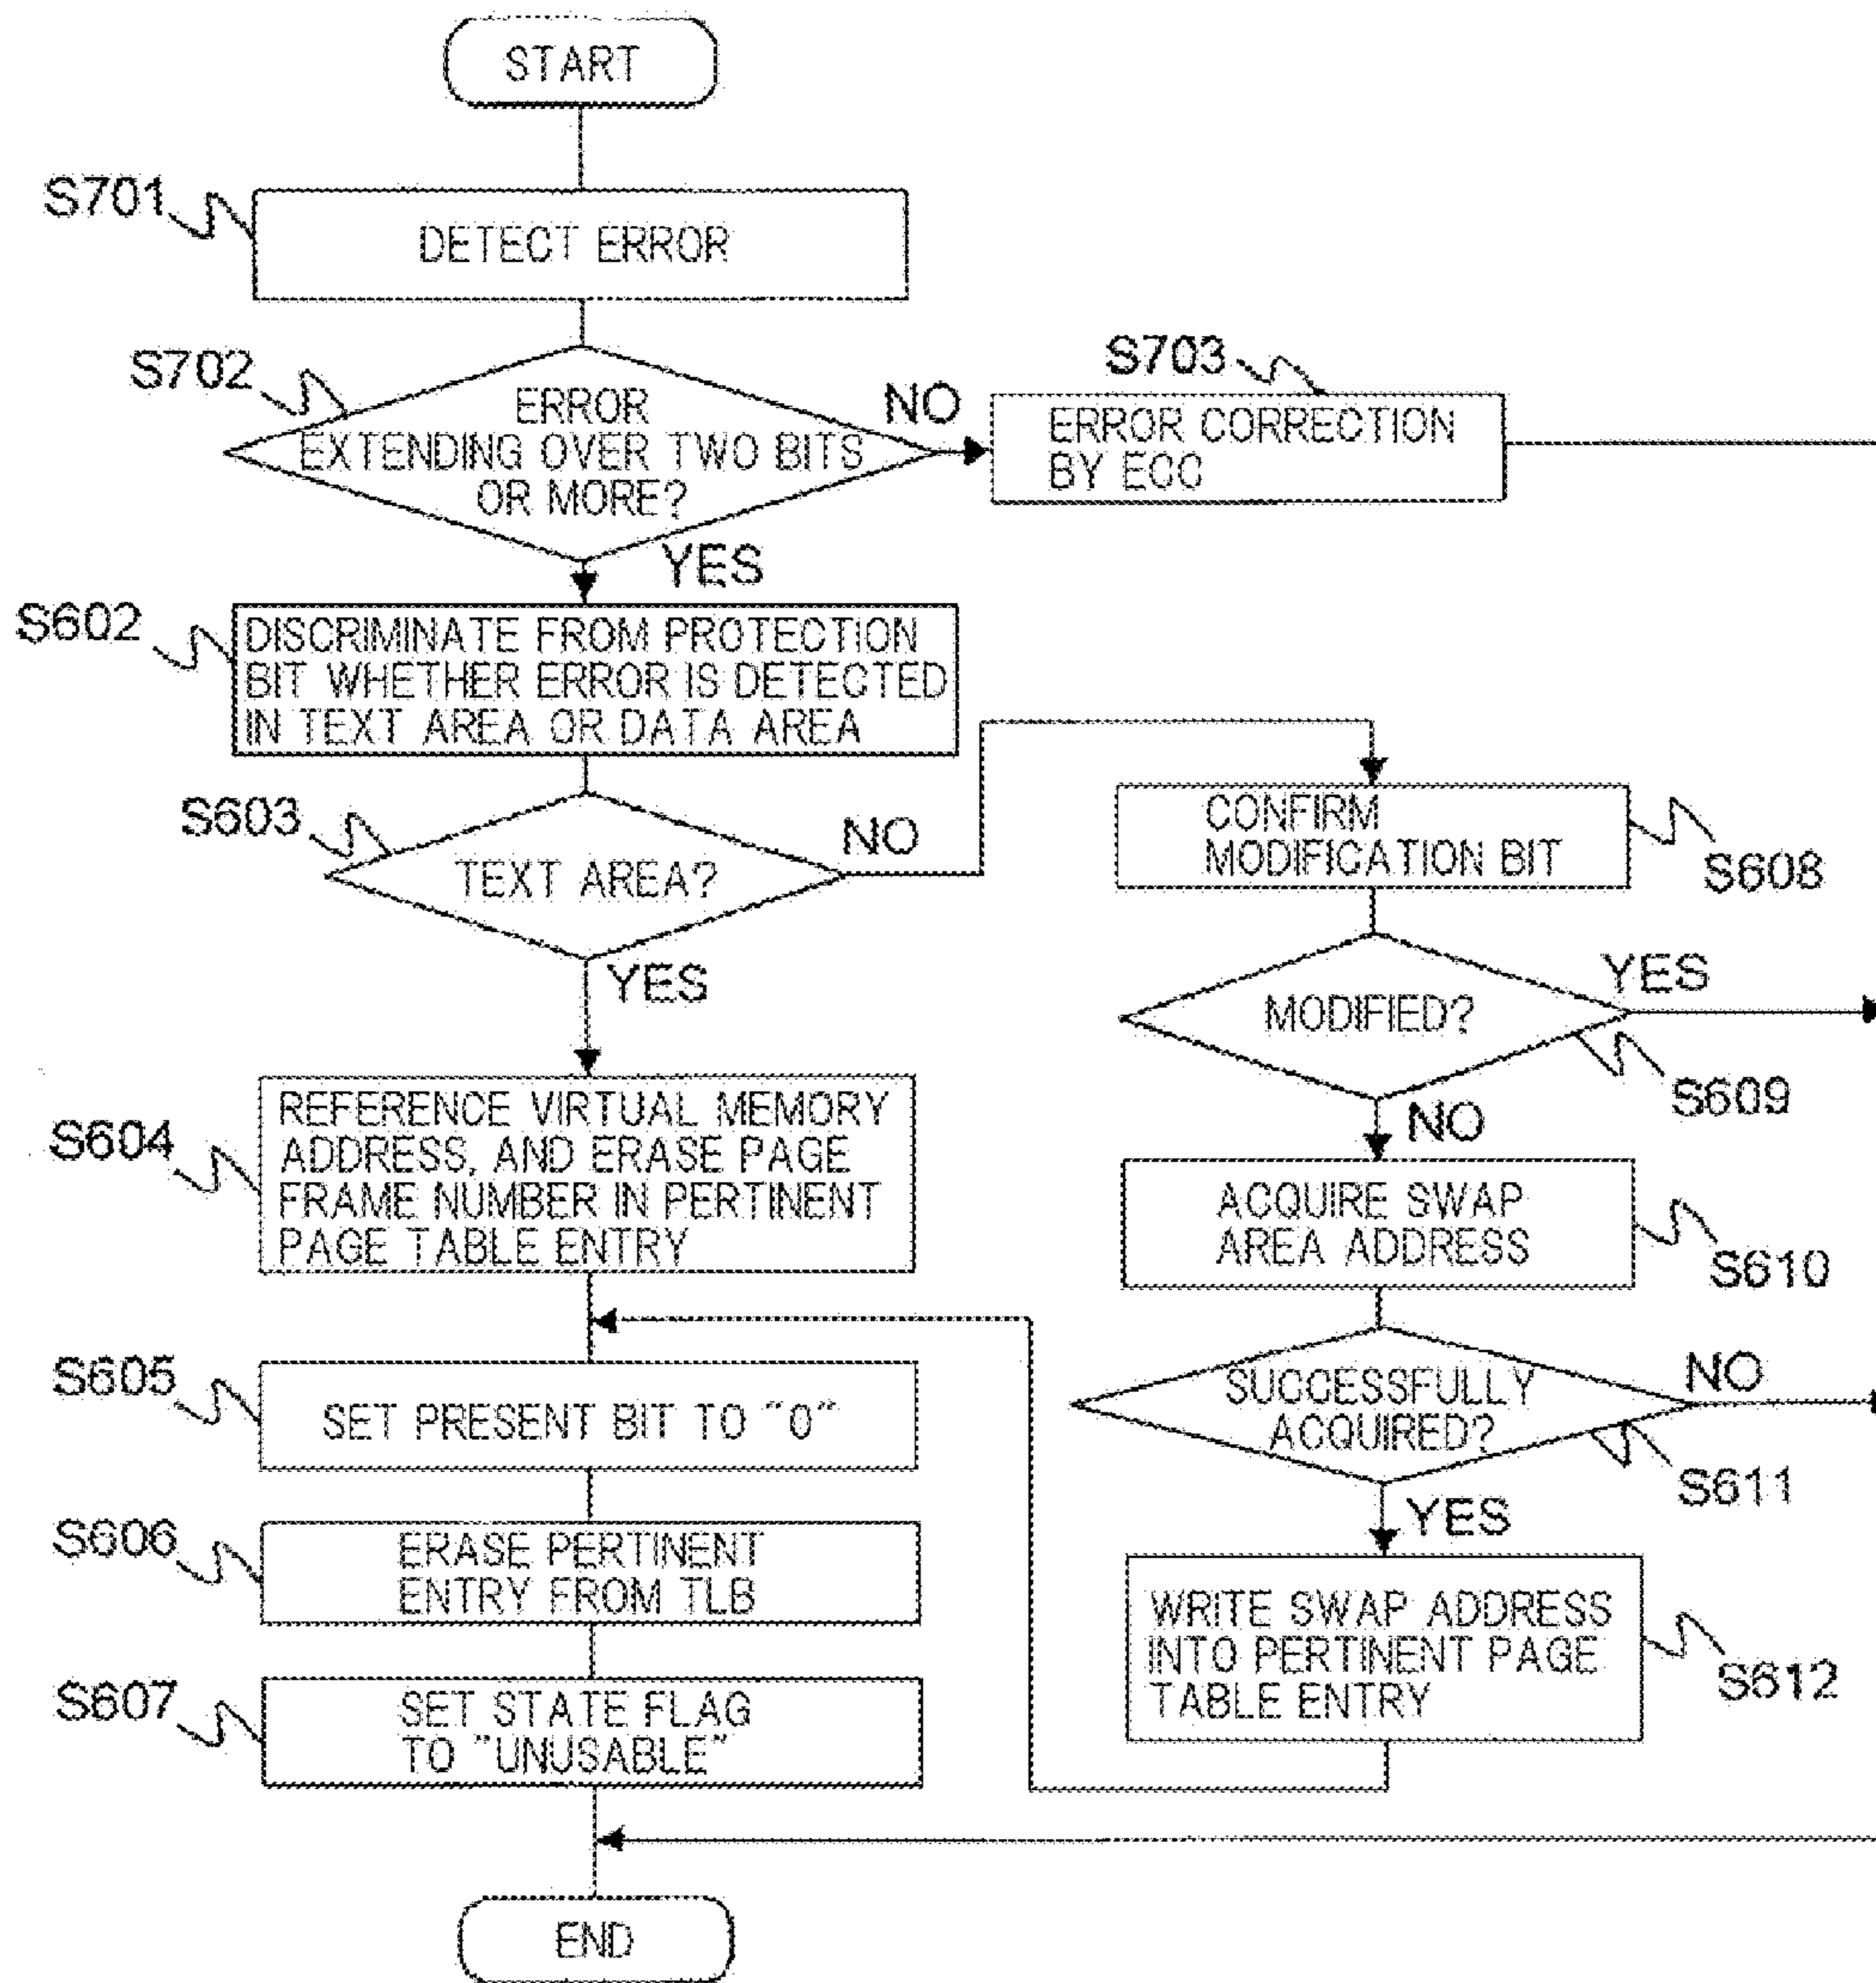 START
S701
DETECT ERROR
S702
ERROR
EXTENDING OVER TWO BITS
OR MORE?
NO
S703
ERROR CORRECTION
BY ECC
YES
S602
DISCRIMINATE FROM PROTECTION
BIT WHETHER ERROR IS DETECTED
IN TEXT AREA OR DATA AREA
S603
TEXT AREA?
NO
YES
S604
REFERENCE VIRTUAL MEMORY
ADDRESS, AND ERASE PAGE
FRAME NUMBER IN PERTINENT
PAGE TABLE ENTRY
S605
SET PRESENT BIT TO "0"
S606
ERASE PERTINENT
ENTRY FROM TLB
S607
SET STATE FLAG
TO "UNUSABLE"
CONFIRM
MODIFICATION BIT
S608
MODIFIED?
YES
S609
NO
ACQUIRE SWAP
AREA ADDRESS
S610
SUCCESSFULLY
ACQUIRED?
NO
S611
YES
WRITE SWAP ADDRESS
INTO PERTINENT PAGE
TABLE ENTRY
S612
END